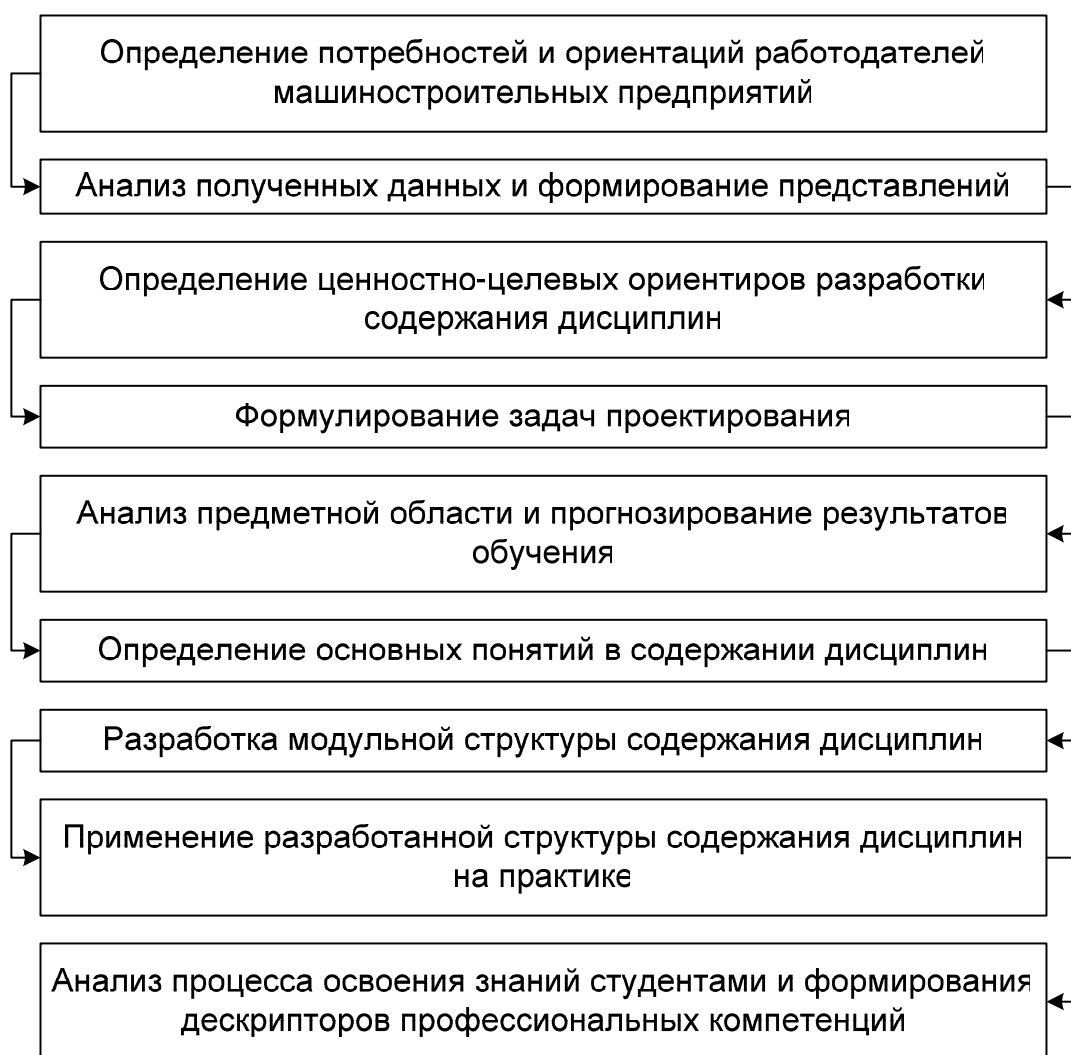 Определение потребностей и ориентаций работодателей
машиностроительных предприятий
Анализ полученных данных и формирование представлений
Определение ценностно-целевых ориентиров разработки
содержания дисциплин
Формулирование задач проектирования
Анализ предметной области и прогнозирование результатов
обучения
Определение основных понятий в содержании дисциплин
Разработка модульной структуры содержания дисциплин
Применение разработанной структуры содержания дисциплин
на практике
Анализ процесса освоения знаний студентами и формирования
дескрипторов профессиональных компетенций